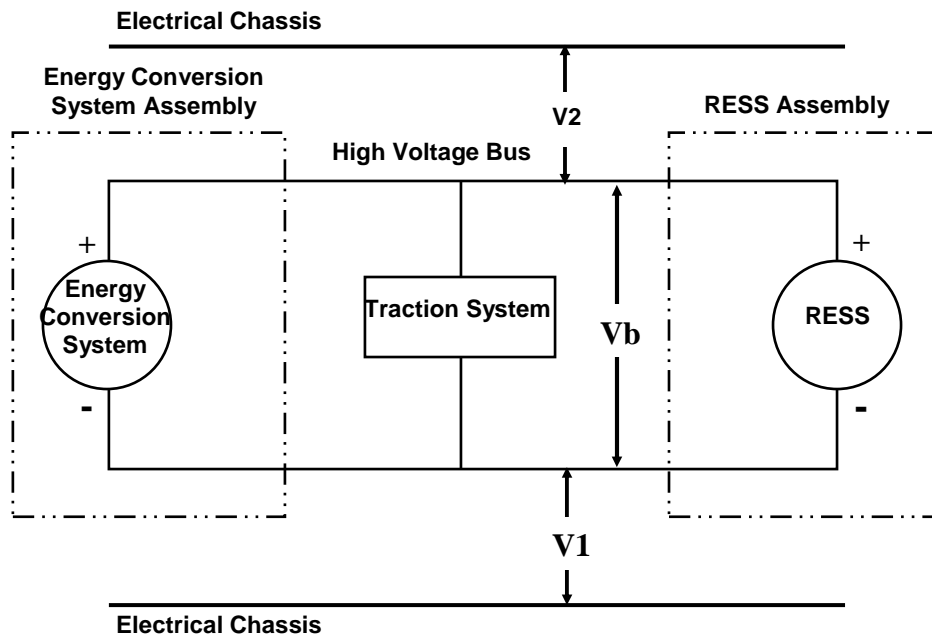 Electrical Chassis
Energy Conversion
System Assembly
V2
RESS Assembly
High Voltage Bus
+
+
Energy
Conversion
System
Traction System
Vb
RESS
-
-
V1
Electrical Chassis